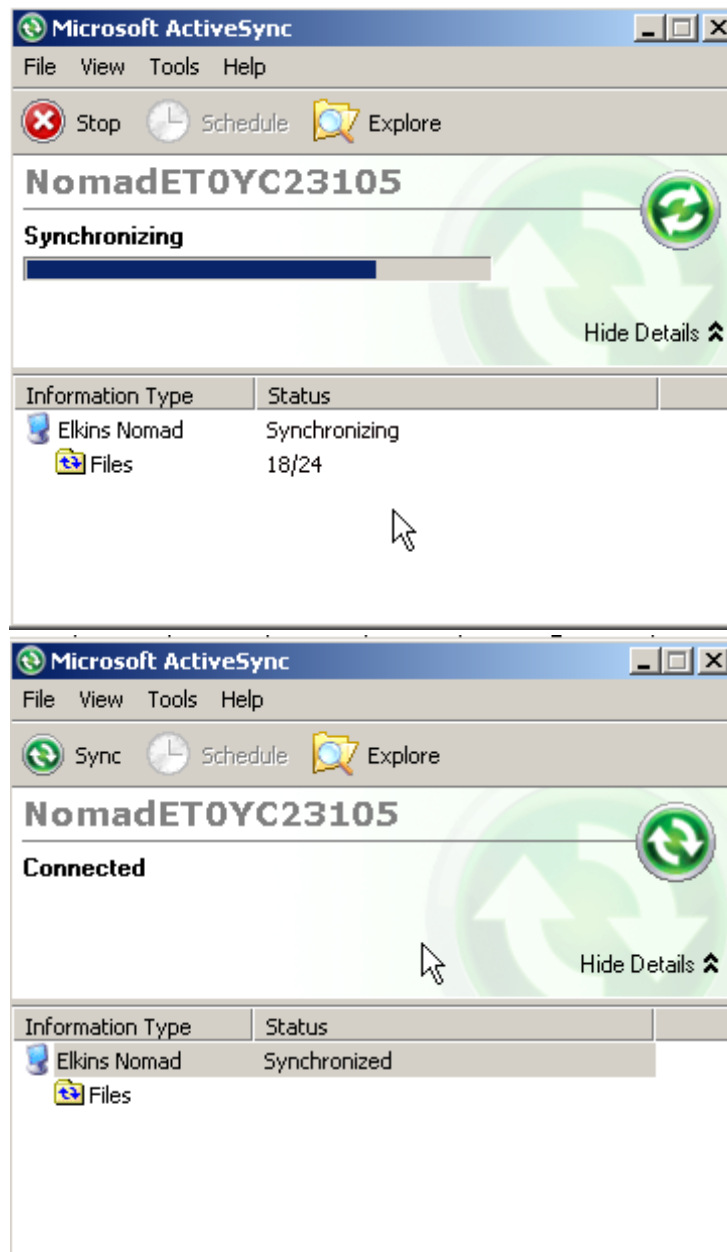 Microsoft ActiveSync
File View Tools Help
Stop Schedule Explore
NomadET0YC23105
Synchronizing
Hide Details
Information Type Status
Elkins Nomad Synchronizing
Files 18/24
Microsoft ActiveSync
File View Tools Help
Sync Schedule Explore
NomadET0YC23105
Connected
Hide Details
Information Type Status
Elkins Nomad Synchronized
Files